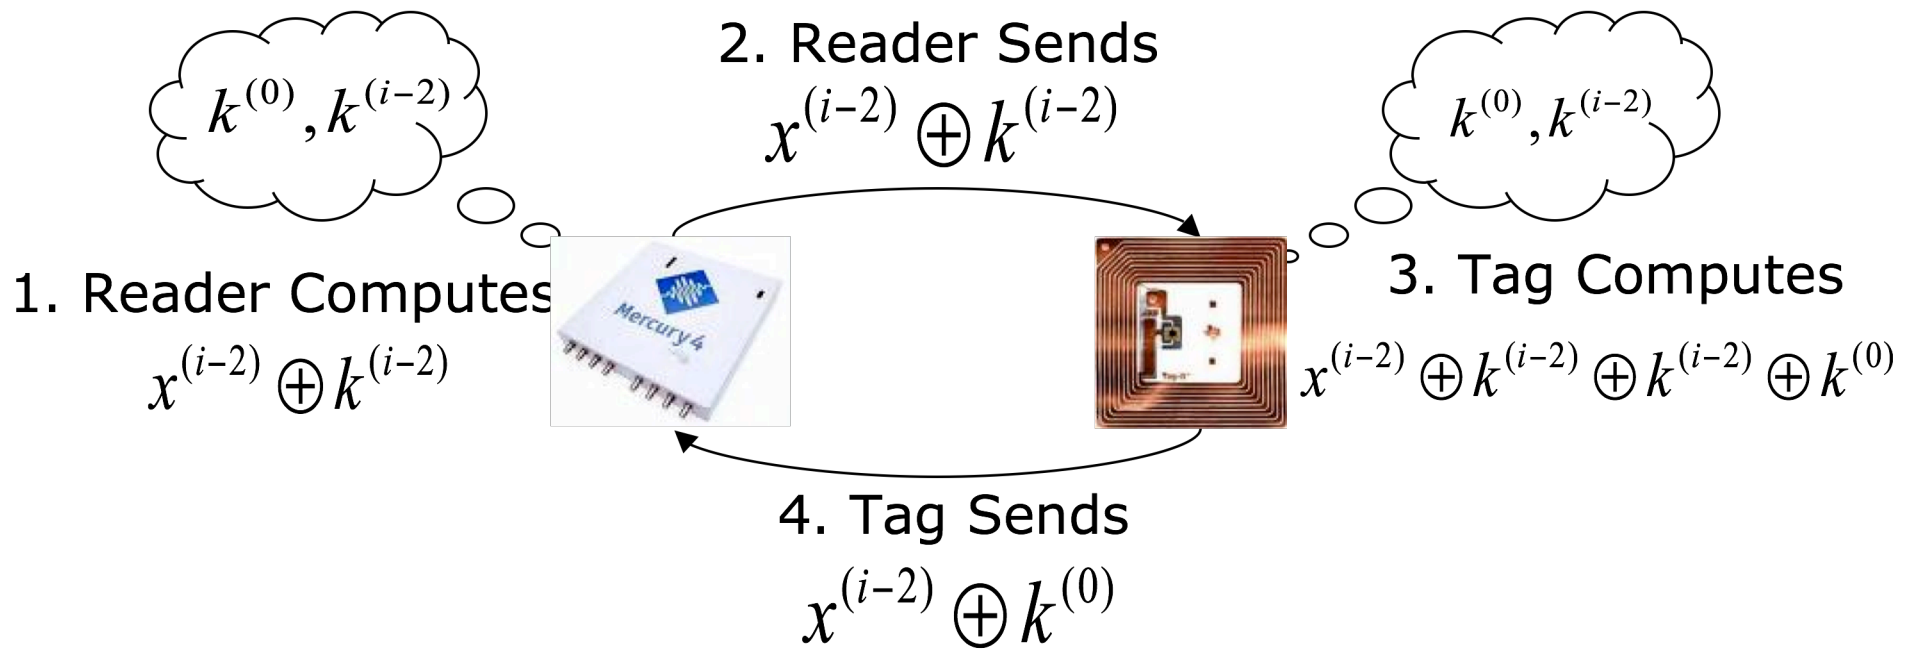 k^(0), k^(i−2)
2. Reader Sends
x^(i−2) ⊕ k^(i−2)
k^(0), k^(i−2)
1. Reader Computes
x^(i−2) ⊕ k^(i−2)
Mercury4
3. Tag Computes
x^(i−2) ⊕ k^(i−2) ⊕ k^(i−2) ⊕ k^(0)
4. Tag Sends
x^(i−2) ⊕ k^(0)